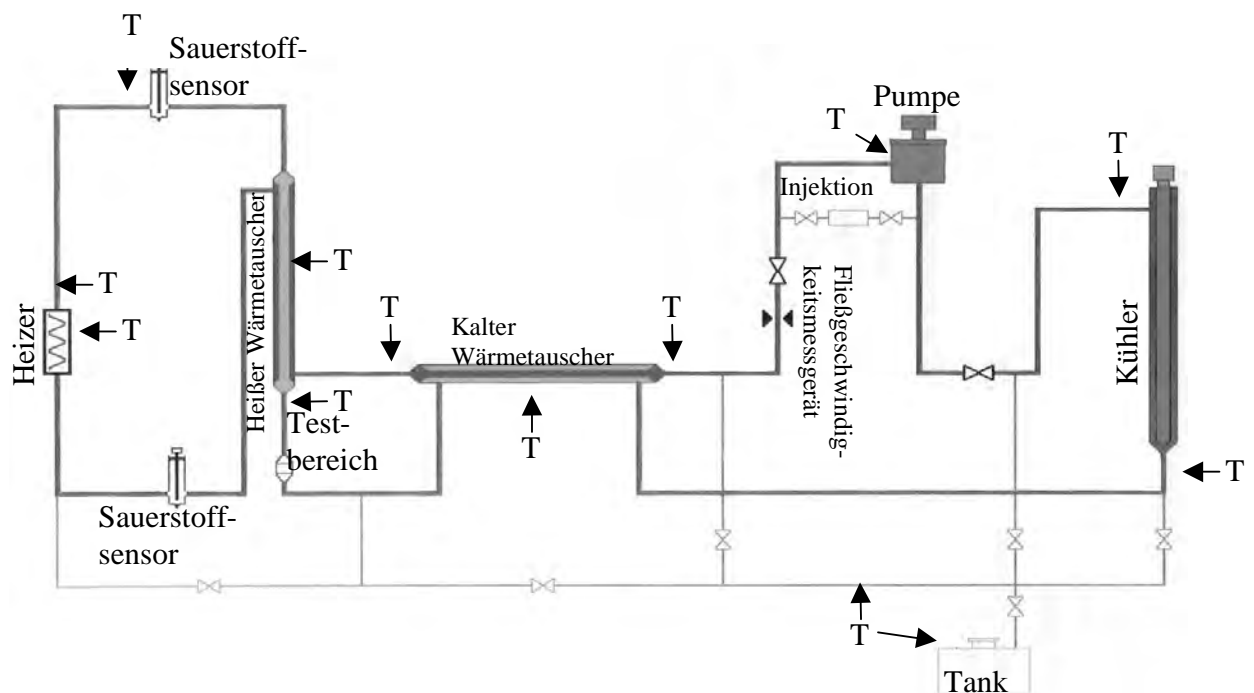 T
Sauerstoff-
sensor
Pumpe
T
T
Injektion
Heißer Wärmetauscher
T
T
Heizer
T
T
Kalter
Wärmetauscher
T
Fließgeschwindig-
keitsmessgerät
Kühler
T
Test-
bereich
T
T
Sauerstoff-
sensor
T
Tank